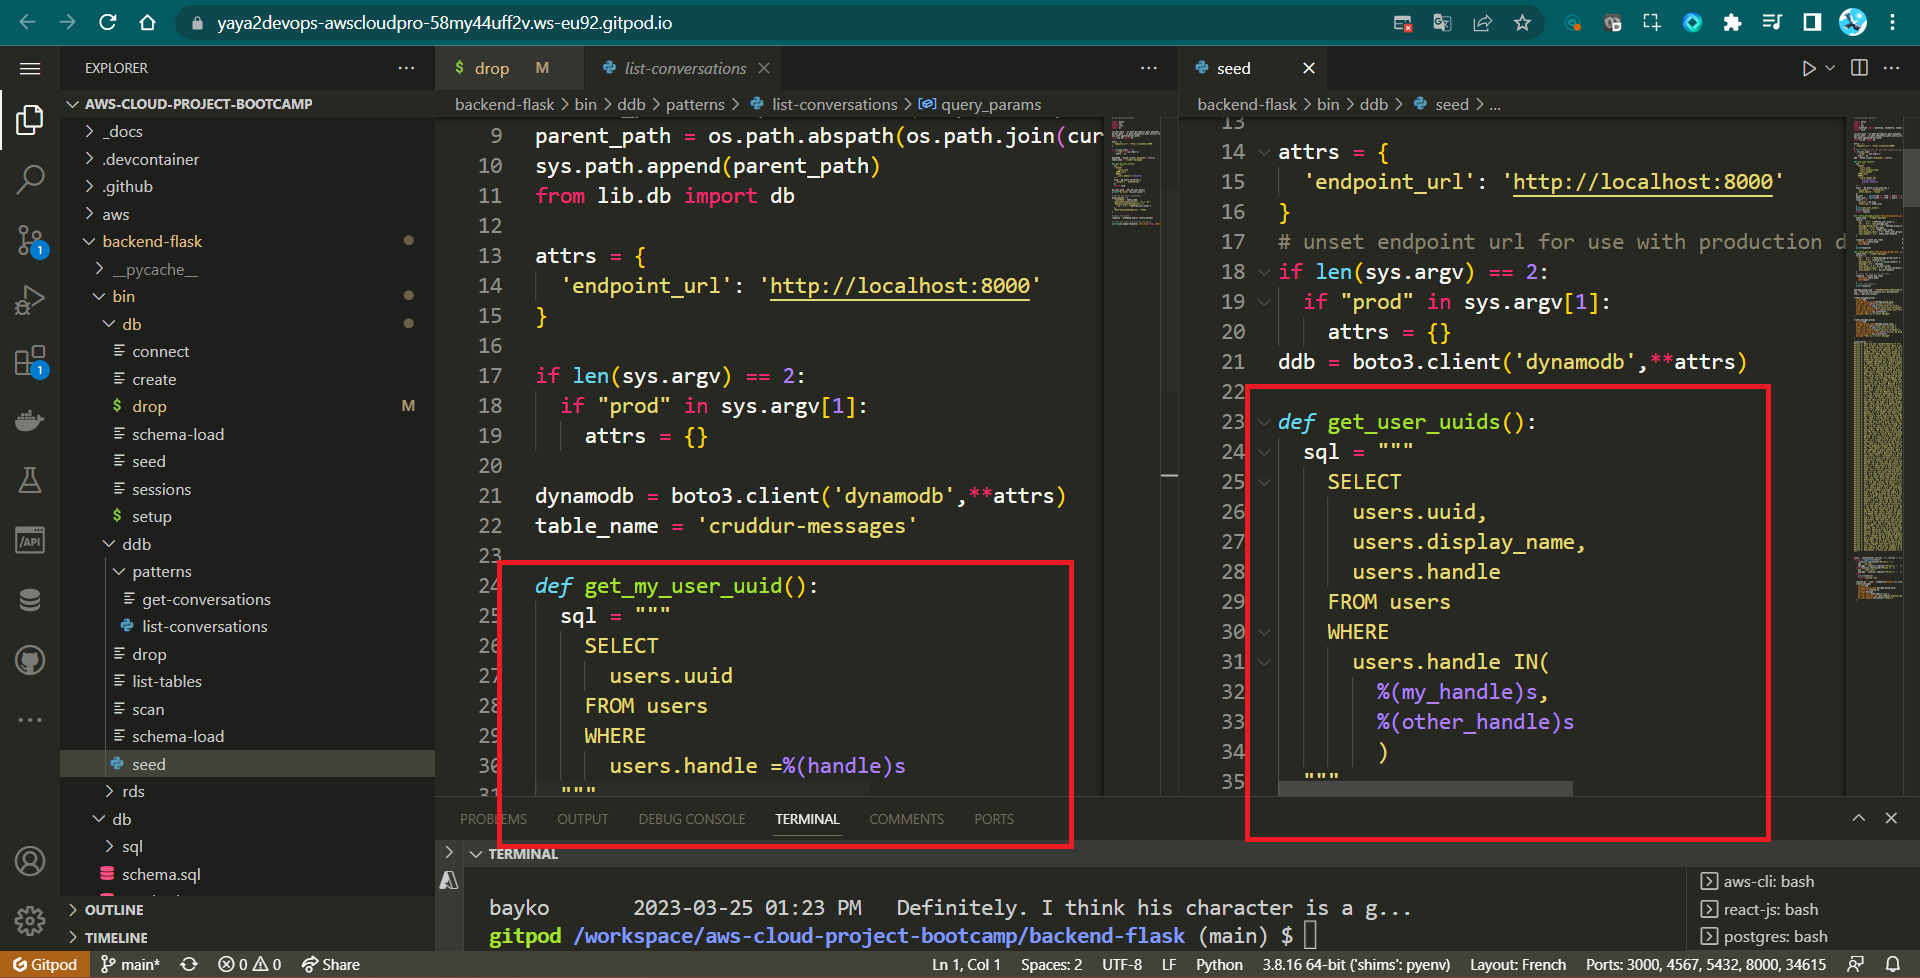 yaya2devops-awscloudpro-58my44uff2v.ws-eu92.gitpod.io
EXPLORER
AWS-CLOUD-PROJECT-BOOTCAMP
_docs
.devcontainer
.github
aws
backend-flask
__pycache__
bin
db
connect
create
$ drop M
schema-load
seed
sessions
$ setup
ddb
patterns
get-conversations
list-conversations
drop
list-tables
scan
schema-load
seed
rds
db
sql
schema.sql
OUTLINE
TIMELINE
1
1
/API
$ drop M
list-conversations
backend-flask > bin > ddb > patterns > list-conversations > query_params
9 parent_path = os.path.abspath(os.path.join(cur
10 sys.path.append(parent_path)
11 from lib.db import db
12
13 attrs = {
14 'endpoint_url': 'http://localhost:8000'
15 }
16
17 if len(sys.argv) == 2:
18 if "prod" in sys.argv[1]:
19 attrs = {}
20
21 dynamodb = boto3.client('dynamodb',**attrs)
22 table_name = 'cruddur-messages'
23
24 def get_my_user_uuid():
25 sql = """
26 SELECT
27 users.uuid
28 FROM users
29 WHERE
30 users.handle =%(handle)s
31 """
seed
backend-flask > bin > ddb > seed > ...
13
14 attrs = {
15 'endpoint_url': 'http://localhost:8000'
16 }
17 # unset endpoint url for use with production d
18 if len(sys.argv) == 2:
19 if "prod" in sys.argv[1]:
20 attrs = {}
21 ddb = boto3.client('dynamodb',**attrs)
22
23 def get_user_uuids():
24 sql = """
25 SELECT
26 users.uuid,
27 users.display_name,
28 users.handle
29 FROM users
30 WHERE
31 users.handle IN(
32 %(my_handle)s,
33 %(other_handle)s
34 )
35 """
PROBLEMS OUTPUT DEBUG CONSOLE TERMINAL COMMENTS PORTS
TERMINAL
bayko 2023-03-25 01:23 PM Definitely. I think his character is a g...
gitpod /workspace/aws-cloud-project-bootcamp/backend-flask (main) $
aws-cli: bash
react-js: bash
postgres: bash
Gitpod main* 0 0 Share Ln 1, Col 1 Spaces: 2 UTF-8 LF Python 3.8.16 64-bit ('shims': pyenv) Layout: French Ports: 3000, 4567, 5432, 8000, 34615